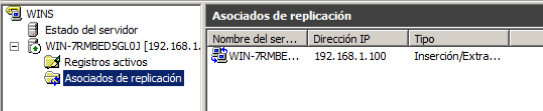 WINS
Estado del servidor
WIN-7RMBED5GL0J [192.168.1.
Registros activos
Asociados de replicación
Asociados de replicación
Nombre del ser... Dirección IP Tipo
WIN-7RMBE... 192.168.1.100 Inserción/Extra...